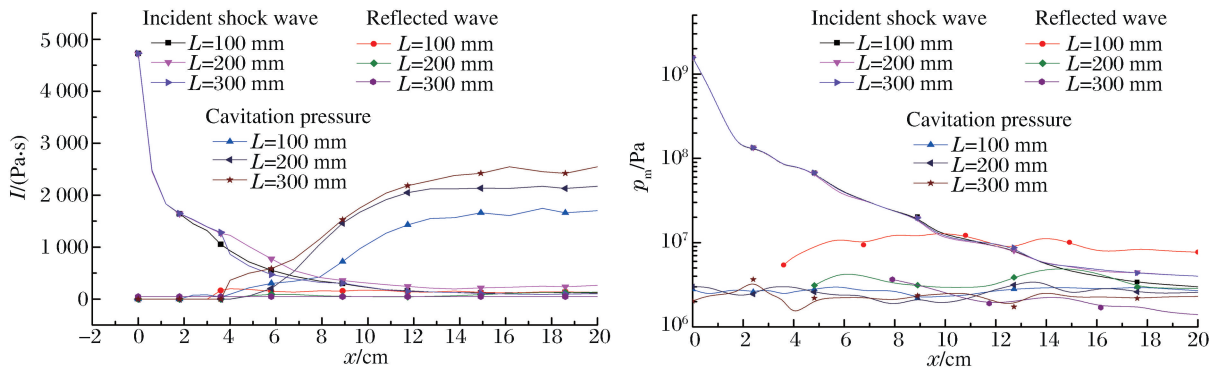 Incident shock wave Reflected wave
L=100 mm L=100 mm
L=200 mm L=200 mm
L=300 mm L=300 mm
Cavitation pressure
L=100 mm
L=200 mm
L=300 mm
5 000
4 000
3 000
2 000
1 000
0
I/(Pa·s)
−2 0 2 4 6 8 10 12 14 16 18 20
x/cm
Incident shock wave Reflected wave
L=100 mm L=100 mm
L=200 mm L=200 mm
L=300 mm L=300 mm
Cavitation pressure
L=100 mm
L=200 mm
L=300 mm
10⁹
10⁸
10⁷
10⁶
pₘ/Pa
0 2 4 6 8 10 12 14 16 18 20
x/cm